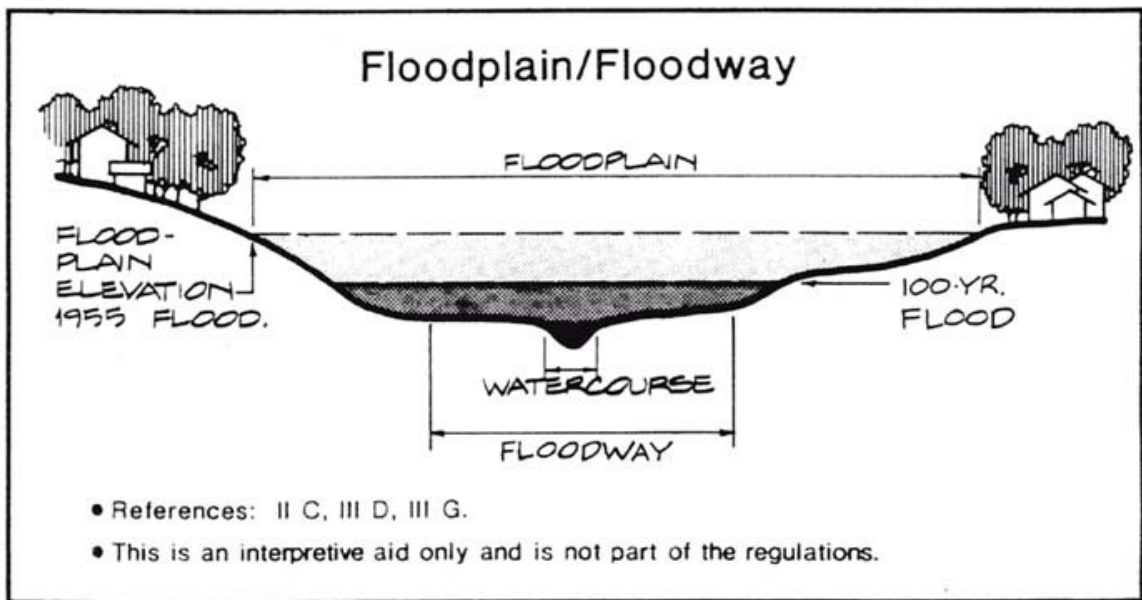 Floodplain/Floodway
FLOODPLAIN
FLOOD-
PLAIN
ELEVATION
1955 FLOOD.
100-YR.
FLOOD
WATERCOURSE
FLOODWAY
• References: II C, III D, III G.
• This is an interpretive aid only and is not part of the regulations.